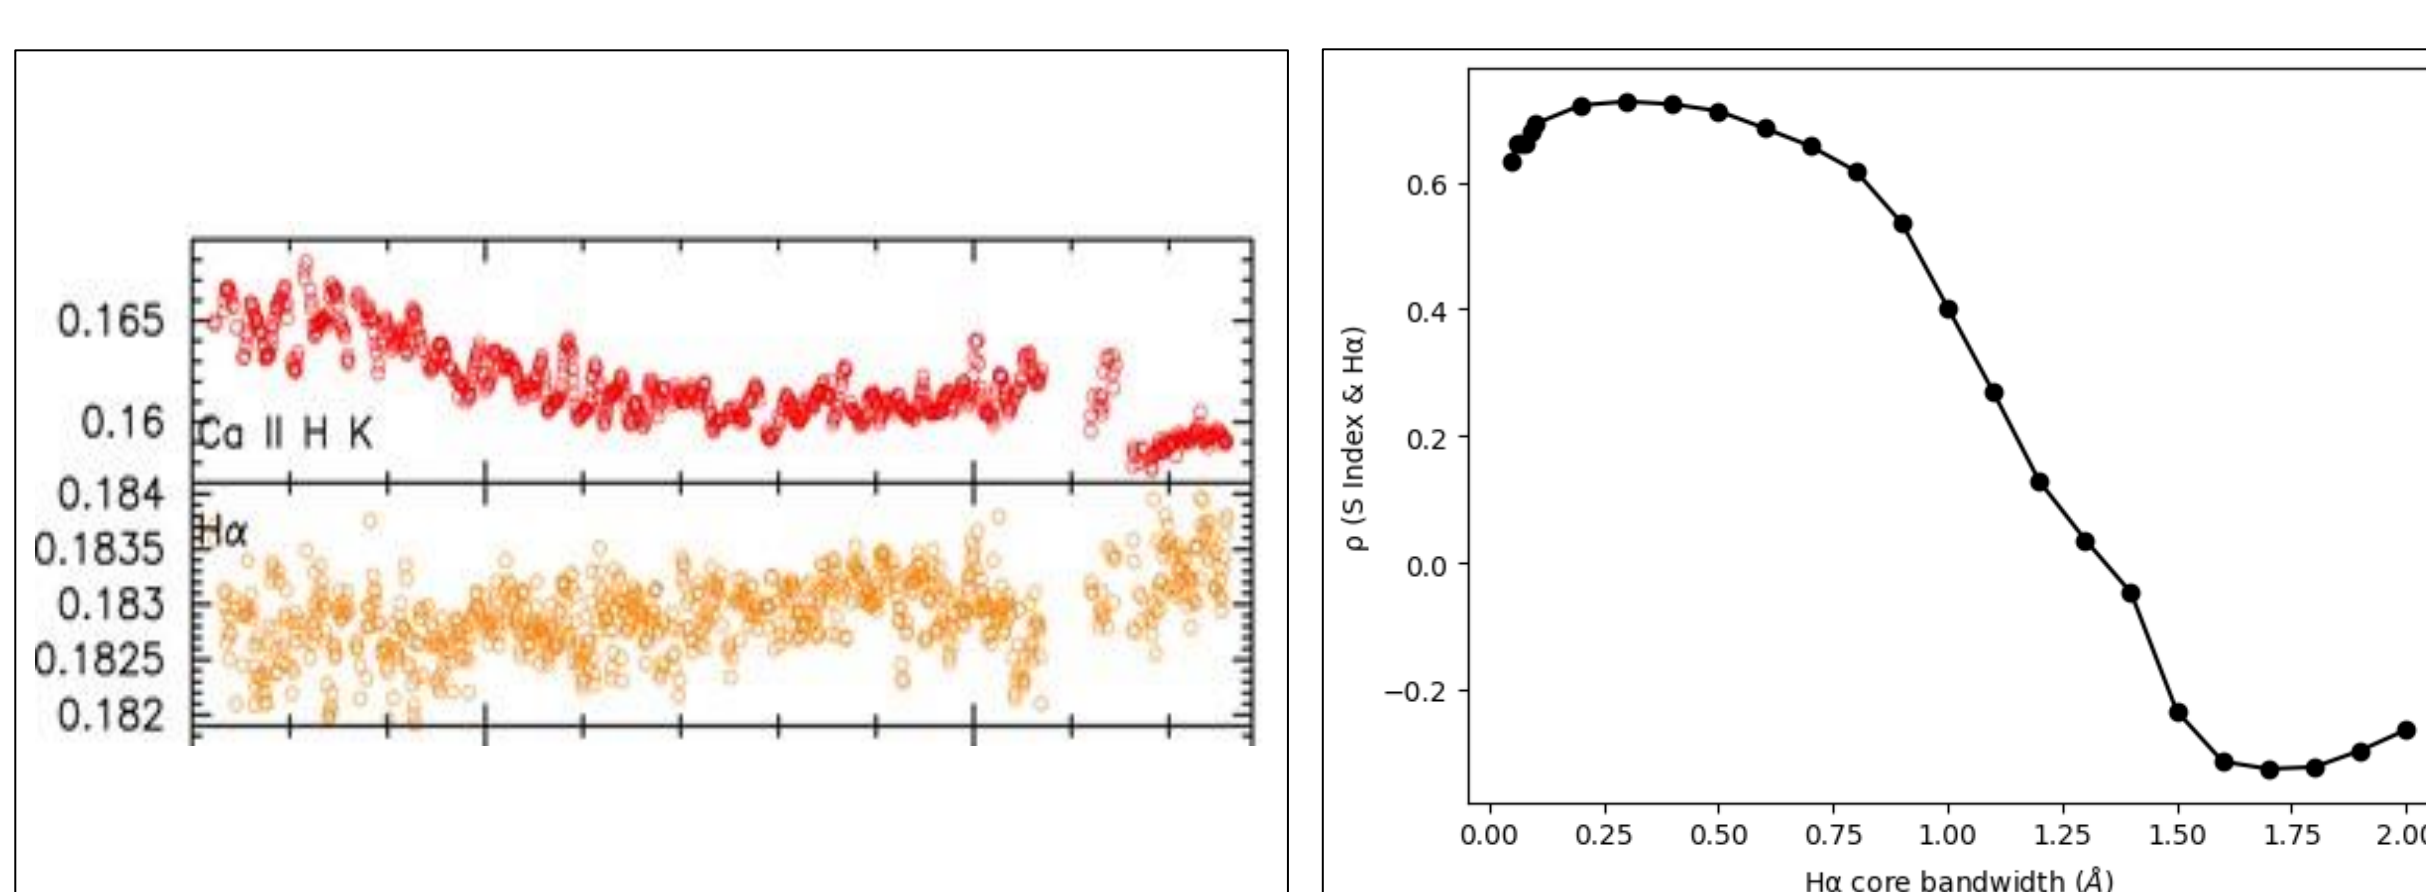 0.165
0.16
Ca II H K
0.184
Hα
0.1835
0.183
0.1825
0.182
ρ (S Index & Hα)
0.6
0.4
0.2
0.0
−0.2
0.00 0.25 0.50 0.75 1.00 1.25 1.50 1.75 2.00
Hα core bandwidth (Å)